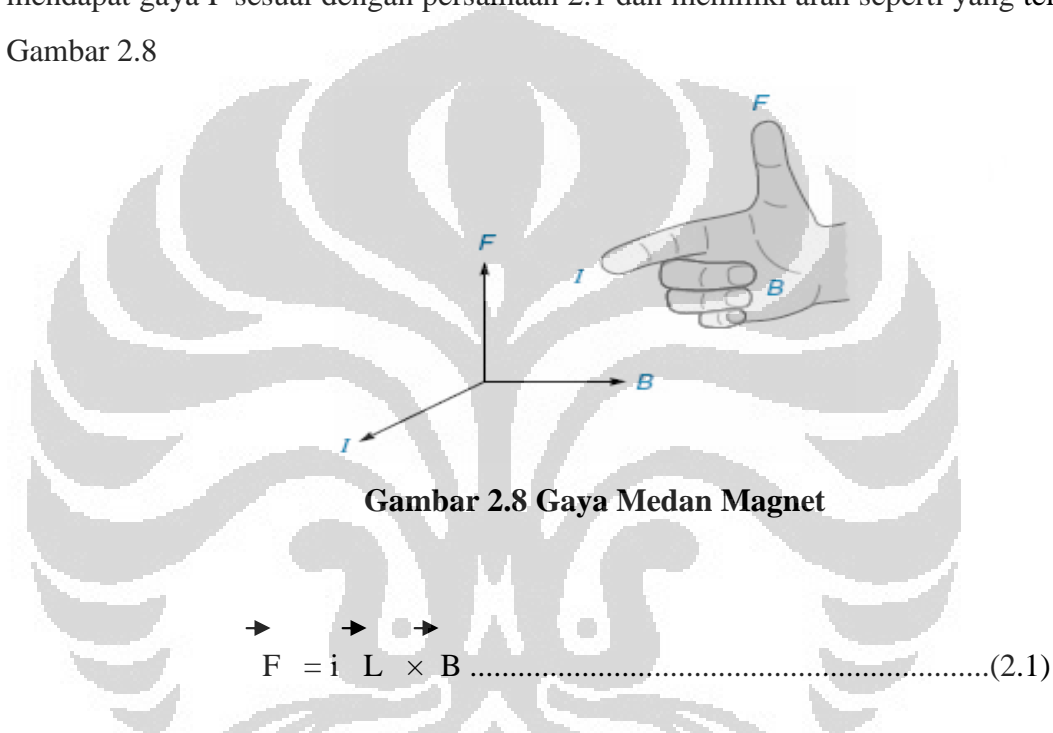 mendapat gaya F sesuai dengan persamaan 2.1 dan memiliki arah seperti yang
Gambar 2.8
F
I
B
F
B
I
Gambar 2.8 Gaya Medan Magnet
F = i L × B ..................................................................(2.1)